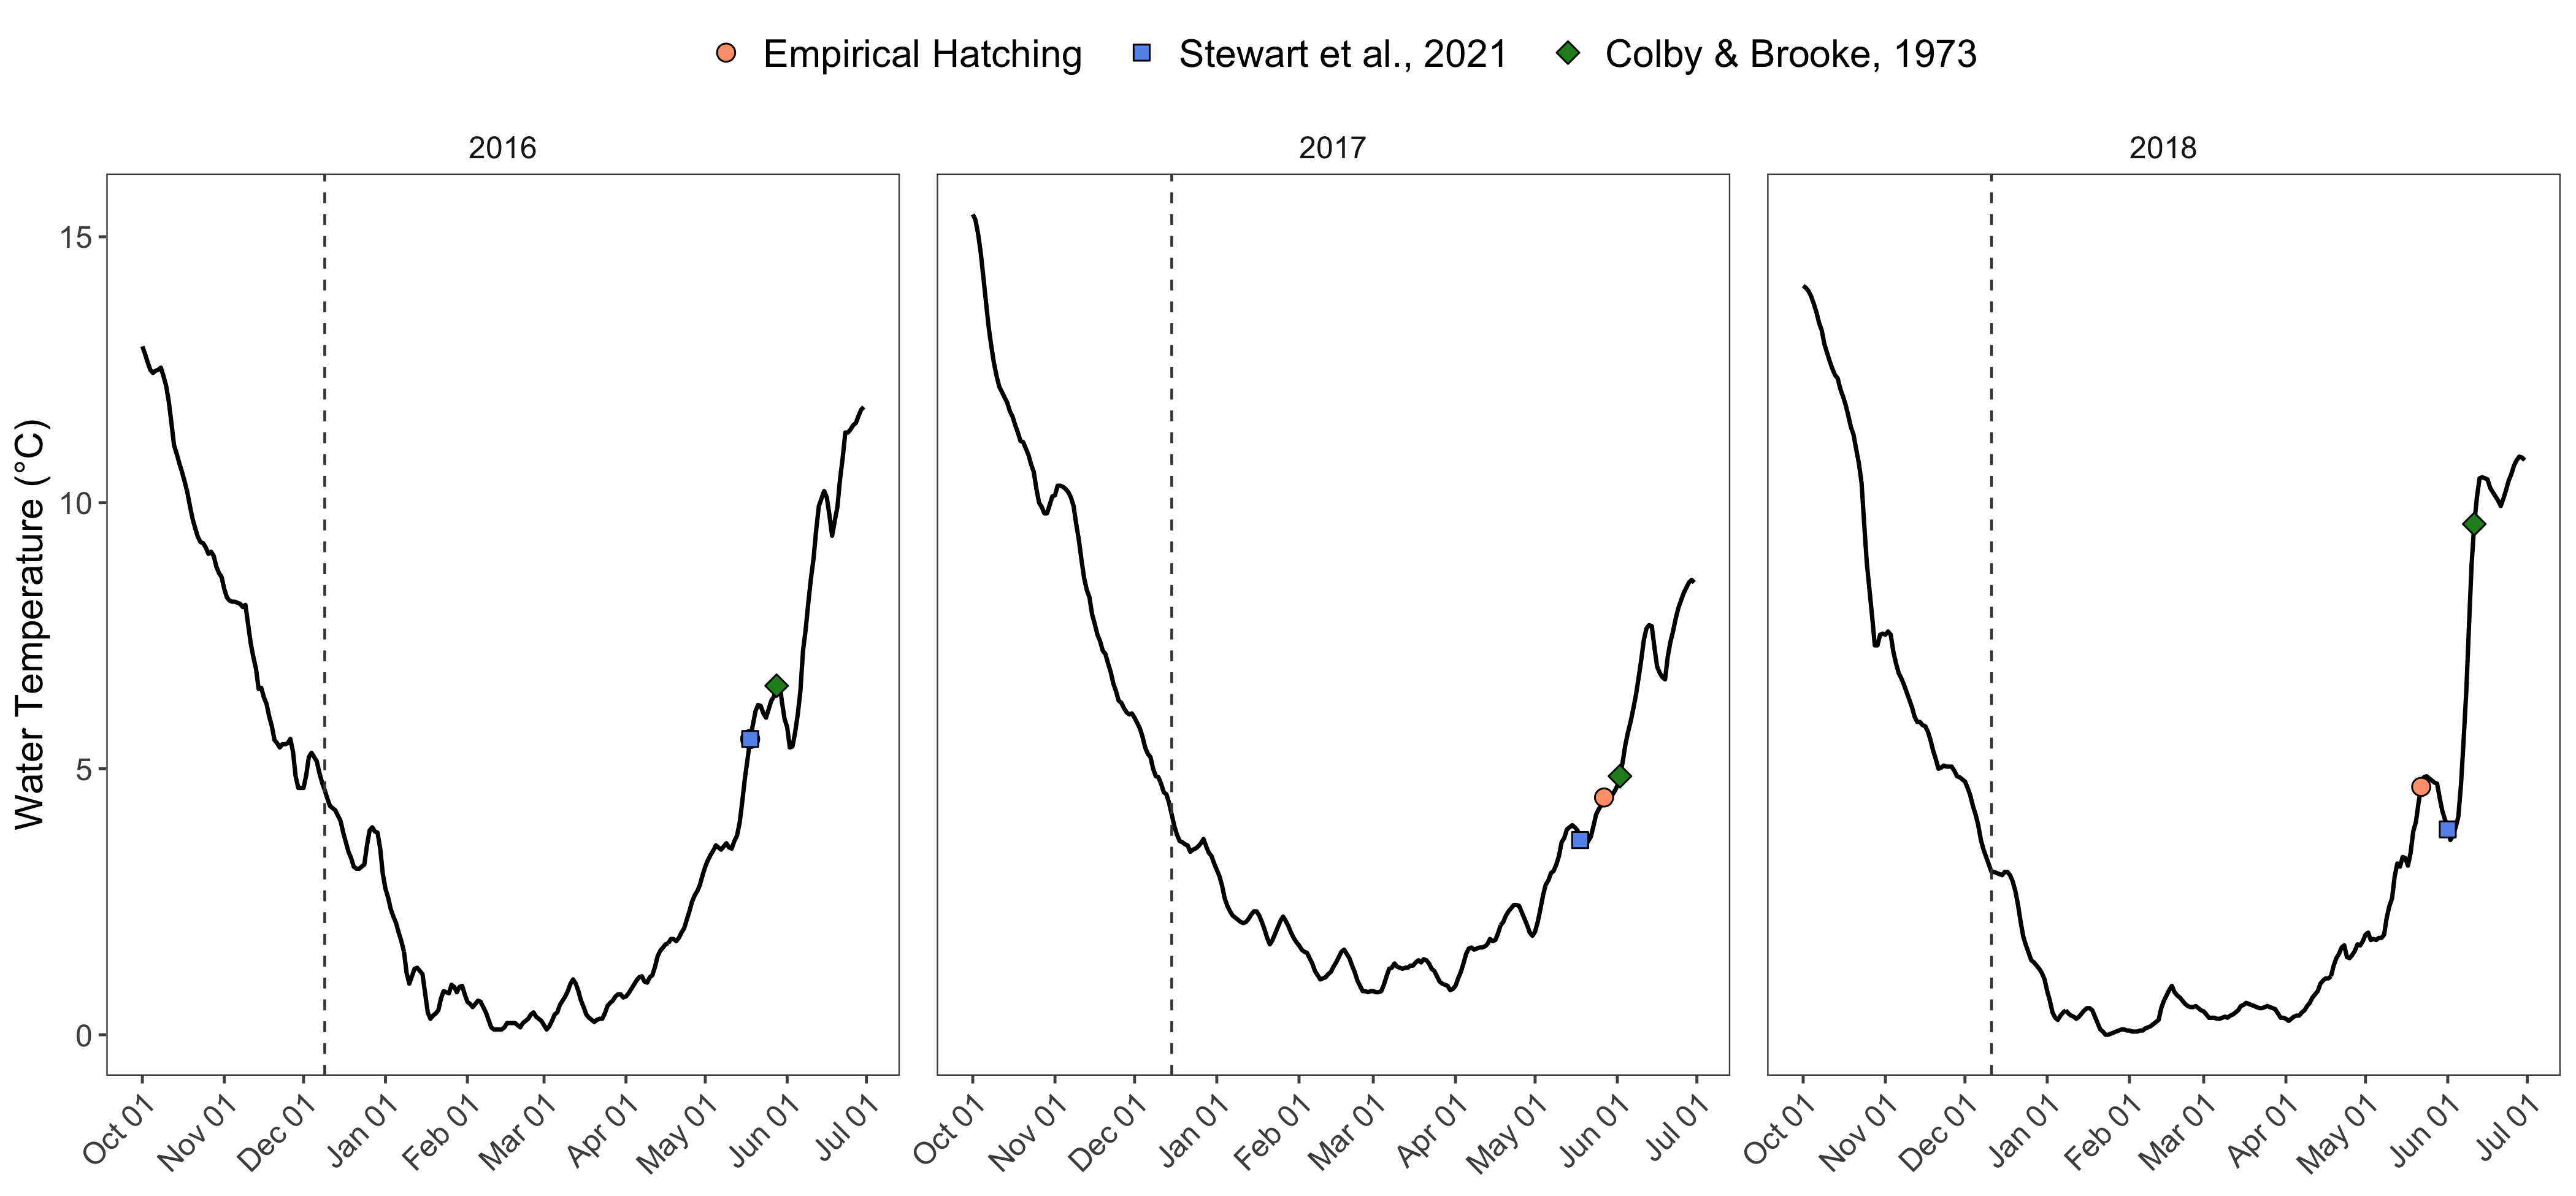 Empirical Hatching Stewart et al., 2021 Colby & Brooke, 1973
2016 2017 2018
Water Temperature (°C)
15
10
5
0
Oct 01 Nov 01 Dec 01 Jan 01 Feb 01 Mar 01 Apr 01 May 01 Jun 01 Jul 01
Oct 01 Nov 01 Dec 01 Jan 01 Feb 01 Mar 01 Apr 01 May 01 Jun 01 Jul 01
Oct 01 Nov 01 Dec 01 Jan 01 Feb 01 Mar 01 Apr 01 May 01 Jun 01 Jul 01